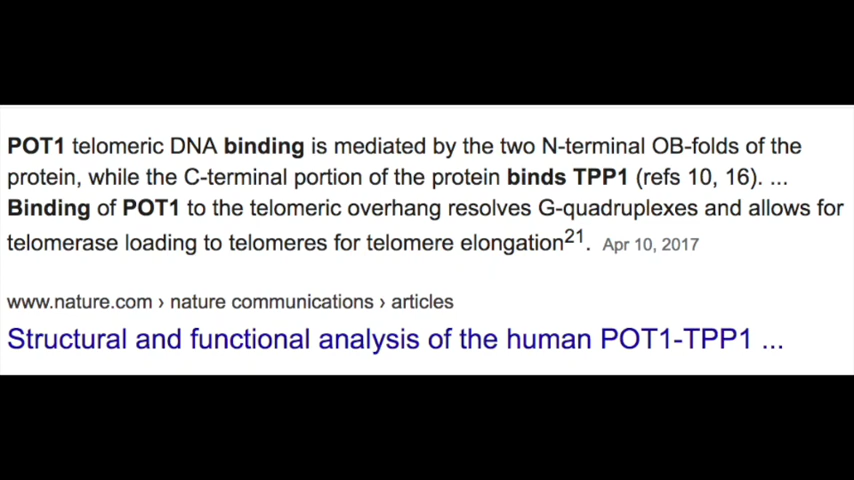 POT1 telomeric DNA binding is mediated by the two N-terminal OB-folds of the
protein, while the C-terminal portion of the protein binds TPP1 (refs 10, 16). ...
Binding of POT1 to the telomeric overhang resolves G-quadruplexes and allows for
telomerase loading to telomeres for telomere elongation21. Apr 10, 2017
www.nature.com › nature communications › articles
Structural and functional analysis of the human POT1-TPP1 ...